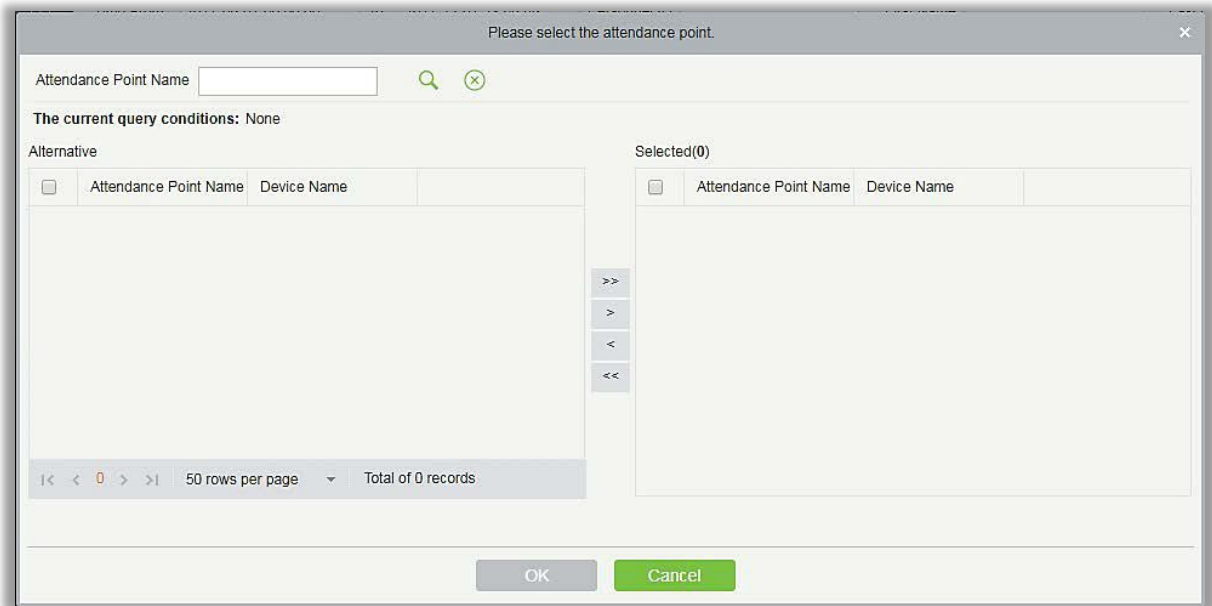 Please select the attendance point.
×
Attendance Point Name
The current query conditions: None
Alternative
Selected(0)
Attendance Point Name Device Name
Attendance Point Name Device Name
>>
>
<
<<
|< < 0 > >| 50 rows per page Total of 0 records
OK Cancel